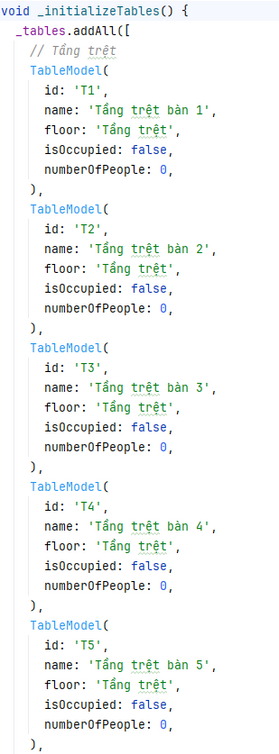 void _initializeTables() {
_tables.addAll([
// Tầng trệt
TableModel(
id: 'T1',
name: 'Tầng trệt bàn 1',
floor: 'Tầng trệt',
isOccupied: false,
numberOfPeople: 0,
),
TableModel(
id: 'T2',
name: 'Tầng trệt bàn 2',
floor: 'Tầng trệt',
isOccupied: false,
numberOfPeople: 0,
),
TableModel(
id: 'T3',
name: 'Tầng trệt bàn 3',
floor: 'Tầng trệt',
isOccupied: false,
numberOfPeople: 0,
),
TableModel(
id: 'T4',
name: 'Tầng trệt bàn 4',
floor: 'Tầng trệt',
isOccupied: false,
numberOfPeople: 0,
),
TableModel(
id: 'T5',
name: 'Tầng trệt bàn 5',
floor: 'Tầng trệt',
isOccupied: false,
numberOfPeople: 0,
),